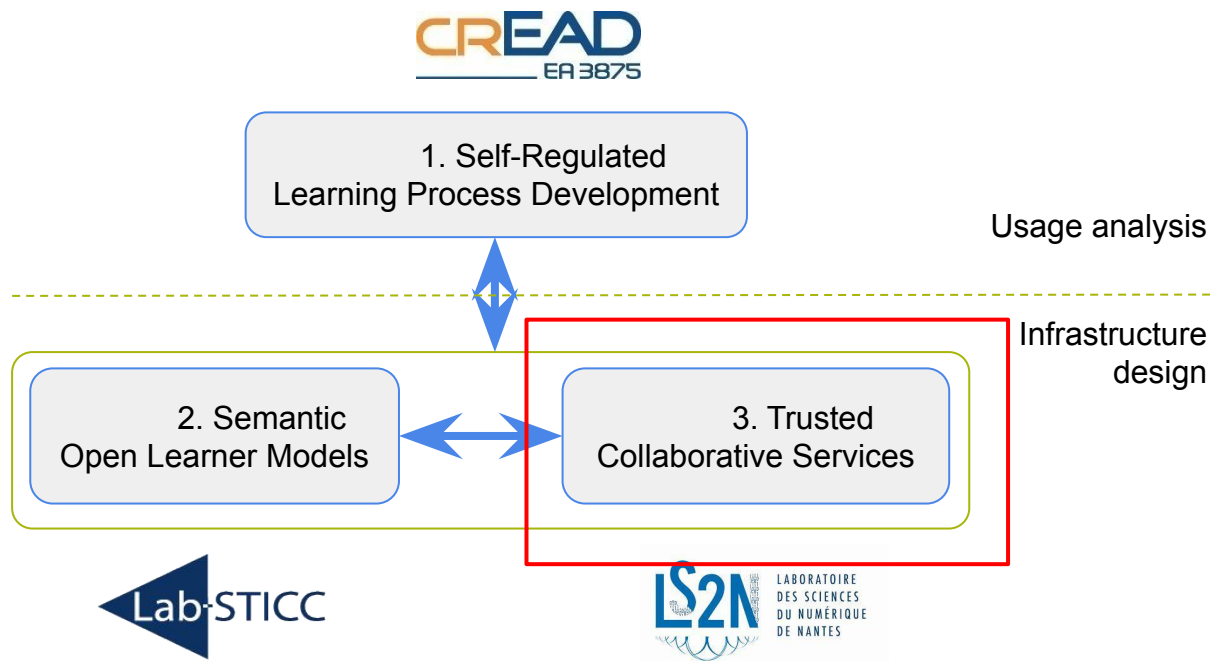 CREAD
EA 3875
1. Self-Regulated
Learning Process Development
Usage analysis
Infrastructure
design
2. Semantic
Open Learner Models
3. Trusted
Collaborative Services
Lab-STICC
LS2N
LABORATOIRE
DES SCIENCES
DU NUMÉRIQUE
DE NANTES